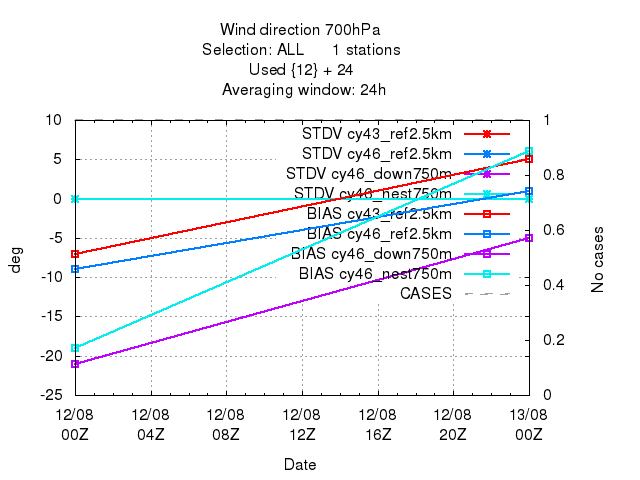 Wind direction 700hPa
Selection: ALL 1 stations
Used {12} + 24
Averaging window: 24h
10
5
0
-5
-10
-15
-20
-25
deg
STDV cy43_ref2.5km
STDV cy46_ref2.5km
STDV cy46_down750m
STDV cy46_nest750m
BIAS cy43_ref2.5km
BIAS cy46_ref2.5km
BIAS cy46_down750m
BIAS cy46_nest750m
CASES
1
0.8
0.6
0.4
0.2
0
No cases
12/08 12/08 12/08 12/08 12/08 12/08 13/08
00Z 04Z 08Z 12Z 16Z 20Z 00Z
Date